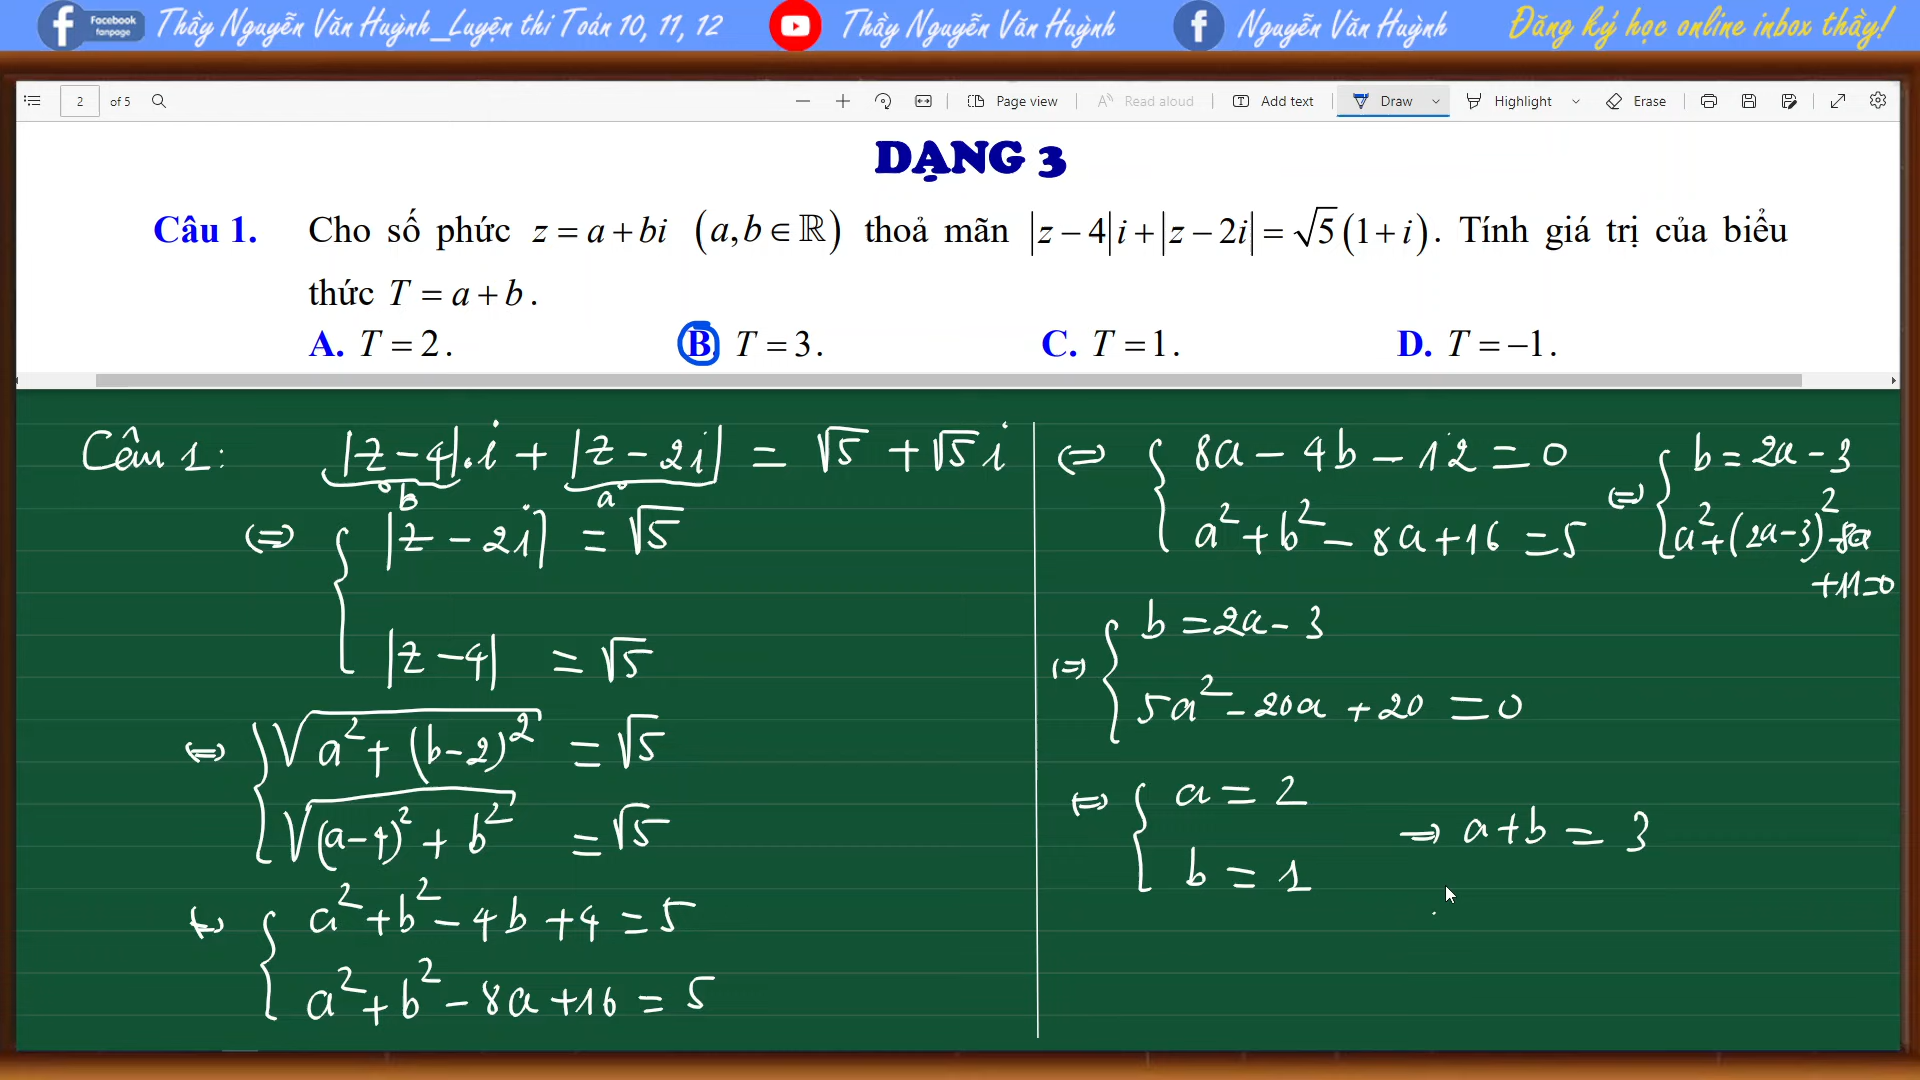 Facebook fanpage Thầy Nguyễn Văn Huỳnh_Luyện thi Toán 10, 11, 12 Thầy Nguyễn Văn Huỳnh Nguyễn Văn Huỳnh Đăng ký học online inbox thầy!
2 of 5 Page view Read aloud Add text Draw Highlight Erase
DẠNG 3
Câu 1. Cho số phức z = a + bi (a, b ∈ ℝ) thoả mãn |z − 4|i + |z − 2i| = √5(1 + i). Tính giá trị của biểu
thức T = a + b.
A. T = 2. B. T = 3. C. T = 1. D. T = −1.
Câu 1: |z − 4|.i + |z − 2i| = √5 + √5 i
b a
⇔ { |z − 2i| = √5
|z − 4| = √5
⇔ { √(a² + (b−2)²) = √5
√((a−4)² + b²) = √5
⇔ { a² + b² − 4b + 4 = 5
a² + b² − 8a + 16 = 5
⇔ { 8a − 4b − 12 = 0
a² + b² − 8a + 16 = 5
⇔ { b = 2a − 3
a² + (2a−3)² − 8a
+ 11 = 0
⇔ { b = 2a − 3
5a² − 20a + 20 = 0
⇔ { a = 2
b = 1
⇒ a + b = 3